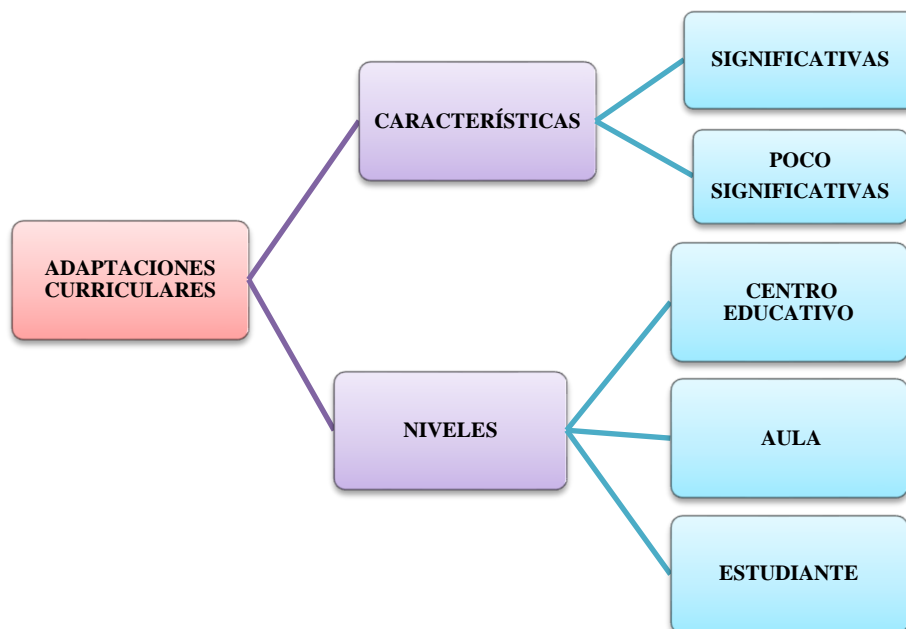 ADAPTACIONES
CURRICULARES
CARACTERÍSTICAS
SIGNIFICATIVAS
POCO
SIGNIFICATIVAS
NIVELES
CENTRO
EDUCATIVO
AULA
ESTUDIANTE